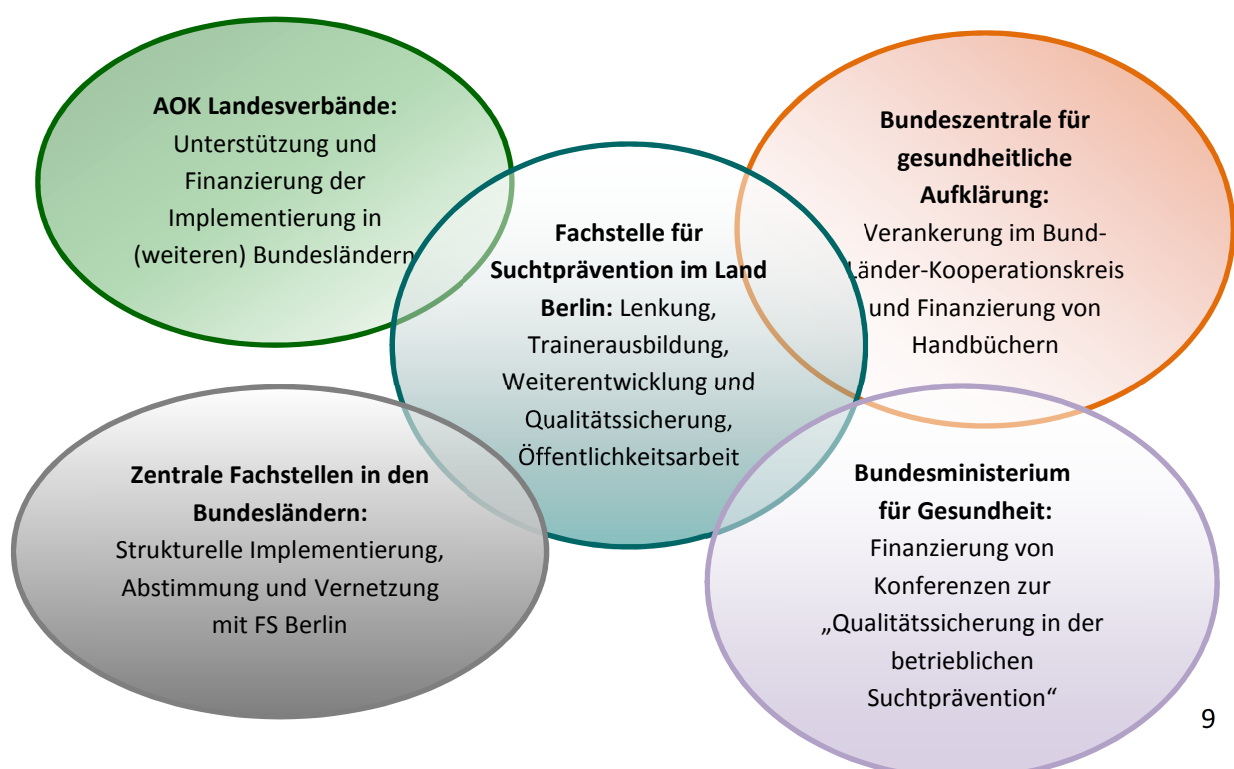 AOK Landesverbände:
Unterstützung und
Finanzierung der
Implementierung in
(weiteren) Bundesländern
Bundeszentrale für
gesundheitliche
Aufklärung:
Verankerung im Bund-
Länder-Kooperationskreis
und Finanzierung von
Handbüchern
Fachstelle für
Suchtprävention im Land
Berlin: Lenkung,
Trainerausbildung,
Weiterentwicklung und
Qualitätssicherung,
Öffentlichkeitsarbeit
Zentrale Fachstellen in den
Bundesländern:
Strukturelle Implementierung,
Abstimmung und Vernetzung
mit FS Berlin
Bundesministerium
für Gesundheit:
Finanzierung von
Konferenzen zur
„Qualitätssicherung in der
betrieblichen
Suchtprävention“
9